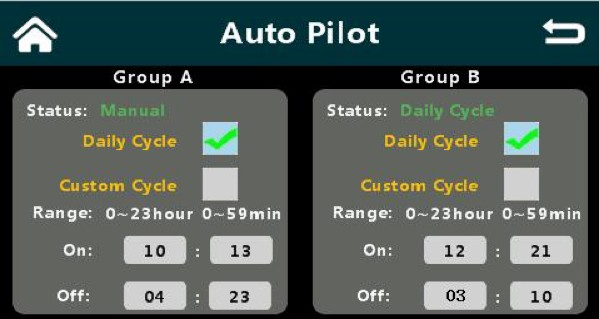 Auto Pilot
Group A
Status: Manual
Daily Cycle
Custom Cycle
Range: 0~23hour 0~59min
On: 10 : 13
Off: 04 : 23
Group B
Status: Daily Cycle
Daily Cycle
Custom Cycle
Range: 0~23hour 0~59min
On: 12 : 21
Off: 03 : 10